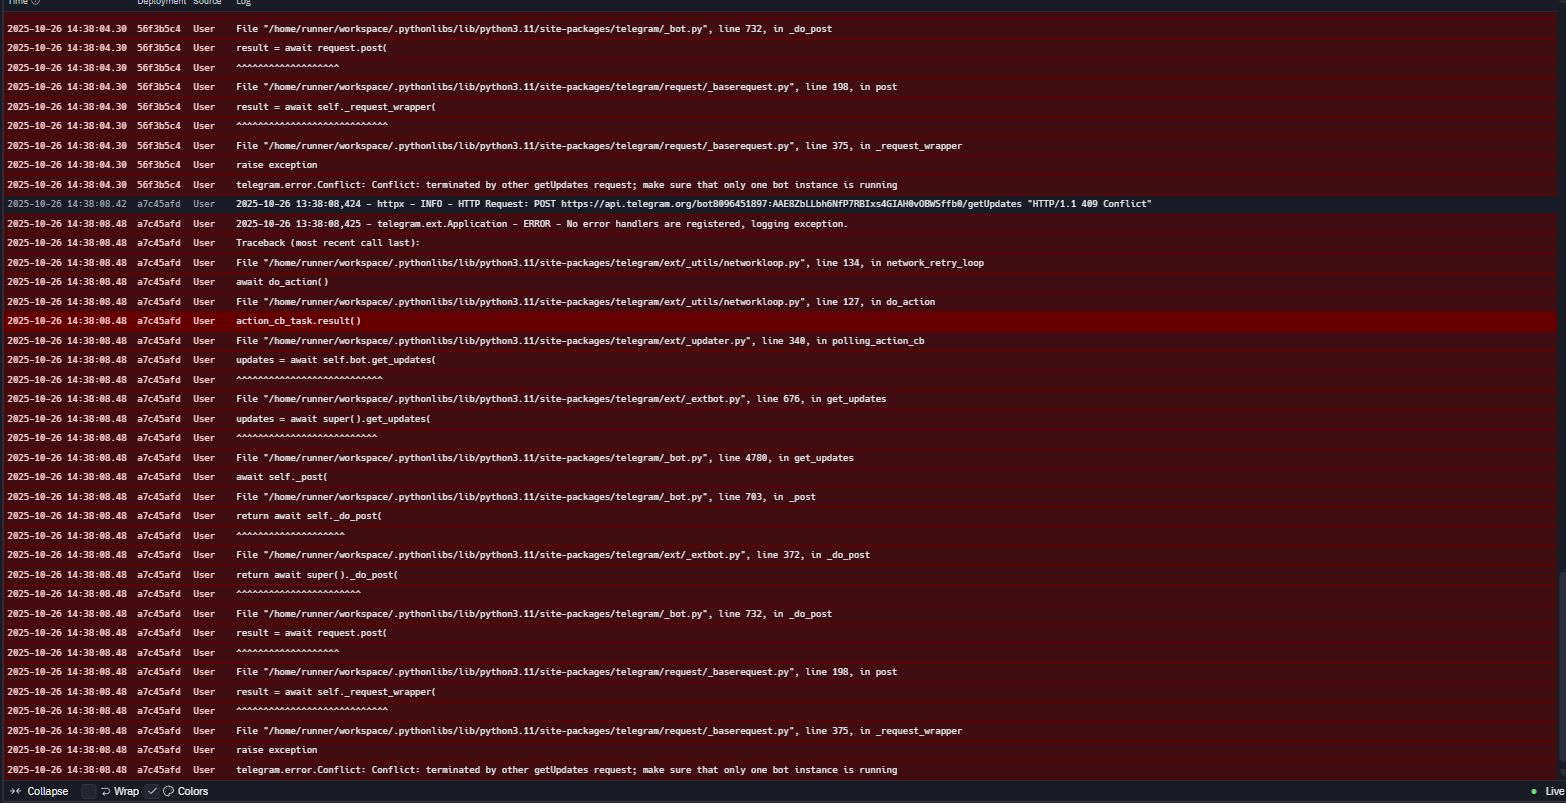 Time Deployment Source Log
2025-10-26 14:38:04.30 56f3b5c4 User File "/home/runner/workspace/.pythonlibs/lib/python3.11/site-packages/telegram/_bot.py", line 732, in _do_post
2025-10-26 14:38:04.30 56f3b5c4 User result = await request.post(
2025-10-26 14:38:04.30 56f3b5c4 User ^^^^^^^^^^^^^^^^^^^
2025-10-26 14:38:04.30 56f3b5c4 User File "/home/runner/workspace/.pythonlibs/lib/python3.11/site-packages/telegram/request/_baserequest.py", line 198, in post
2025-10-26 14:38:04.30 56f3b5c4 User result = await self._request_wrapper(
2025-10-26 14:38:04.30 56f3b5c4 User ^^^^^^^^^^^^^^^^^^^^^^^^^^^^
2025-10-26 14:38:04.30 56f3b5c4 User File "/home/runner/workspace/.pythonlibs/lib/python3.11/site-packages/telegram/request/_baserequest.py", line 375, in _request_wrapper
2025-10-26 14:38:04.30 56f3b5c4 User raise exception
2025-10-26 14:38:04.30 56f3b5c4 User telegram.error.Conflict: Conflict: terminated by other getUpdates request; make sure that only one bot instance is running
2025-10-26 14:38:08.42 a7c45afd User 2025-10-26 13:38:08,424 - httpx - INFO - HTTP Request: POST https://api.telegram.org/bot8096451897:AAE8ZbLLbh6NfP7RBIxs4GIAH0vOBWSffb0/getUpdates "HTTP/1.1 409 Conflict"
2025-10-26 14:38:08.48 a7c45afd User 2025-10-26 13:38:08,425 - telegram.ext.Application - ERROR - No error handlers are registered, logging exception.
2025-10-26 14:38:08.48 a7c45afd User Traceback (most recent call last):
2025-10-26 14:38:08.48 a7c45afd User File "/home/runner/workspace/.pythonlibs/lib/python3.11/site-packages/telegram/ext/_utils/networkloop.py", line 134, in network_retry_loop
2025-10-26 14:38:08.48 a7c45afd User await do_action()
2025-10-26 14:38:08.48 a7c45afd User File "/home/runner/workspace/.pythonlibs/lib/python3.11/site-packages/telegram/ext/_utils/networkloop.py", line 127, in do_action
2025-10-26 14:38:08.48 a7c45afd User action_cb_task.result()
2025-10-26 14:38:08.48 a7c45afd User File "/home/runner/workspace/.pythonlibs/lib/python3.11/site-packages/telegram/ext/_updater.py", line 340, in polling_action_cb
2025-10-26 14:38:08.48 a7c45afd User updates = await self.bot.get_updates(
2025-10-26 14:38:08.48 a7c45afd User ^^^^^^^^^^^^^^^^^^^^^^^^^^^
2025-10-26 14:38:08.48 a7c45afd User File "/home/runner/workspace/.pythonlibs/lib/python3.11/site-packages/telegram/ext/_extbot.py", line 676, in get_updates
2025-10-26 14:38:08.48 a7c45afd User updates = await super().get_updates(
2025-10-26 14:38:08.48 a7c45afd User ^^^^^^^^^^^^^^^^^^^^^^^^^^
2025-10-26 14:38:08.48 a7c45afd User File "/home/runner/workspace/.pythonlibs/lib/python3.11/site-packages/telegram/_bot.py", line 4780, in get_updates
2025-10-26 14:38:08.48 a7c45afd User await self._post(
2025-10-26 14:38:08.48 a7c45afd User File "/home/runner/workspace/.pythonlibs/lib/python3.11/site-packages/telegram/_bot.py", line 703, in _post
2025-10-26 14:38:08.48 a7c45afd User return await self._do_post(
2025-10-26 14:38:08.48 a7c45afd User ^^^^^^^^^^^^^^^^^^^^
2025-10-26 14:38:08.48 a7c45afd User File "/home/runner/workspace/.pythonlibs/lib/python3.11/site-packages/telegram/ext/_extbot.py", line 372, in _do_post
2025-10-26 14:38:08.48 a7c45afd User return await super()._do_post(
2025-10-26 14:38:08.48 a7c45afd User ^^^^^^^^^^^^^^^^^^^^^^^
2025-10-26 14:38:08.48 a7c45afd User File "/home/runner/workspace/.pythonlibs/lib/python3.11/site-packages/telegram/_bot.py", line 732, in _do_post
2025-10-26 14:38:08.48 a7c45afd User result = await request.post(
2025-10-26 14:38:08.48 a7c45afd User ^^^^^^^^^^^^^^^^^^^
2025-10-26 14:38:08.48 a7c45afd User File "/home/runner/workspace/.pythonlibs/lib/python3.11/site-packages/telegram/request/_baserequest.py", line 198, in post
2025-10-26 14:38:08.48 a7c45afd User result = await self._request_wrapper(
2025-10-26 14:38:08.48 a7c45afd User ^^^^^^^^^^^^^^^^^^^^^^^^^^^^
2025-10-26 14:38:08.48 a7c45afd User File "/home/runner/workspace/.pythonlibs/lib/python3.11/site-packages/telegram/request/_baserequest.py", line 375, in _request_wrapper
2025-10-26 14:38:08.48 a7c45afd User raise exception
2025-10-26 14:38:08.48 a7c45afd User telegram.error.Conflict: Conflict: terminated by other getUpdates request; make sure that only one bot instance is running
Collapse Wrap Colors Live